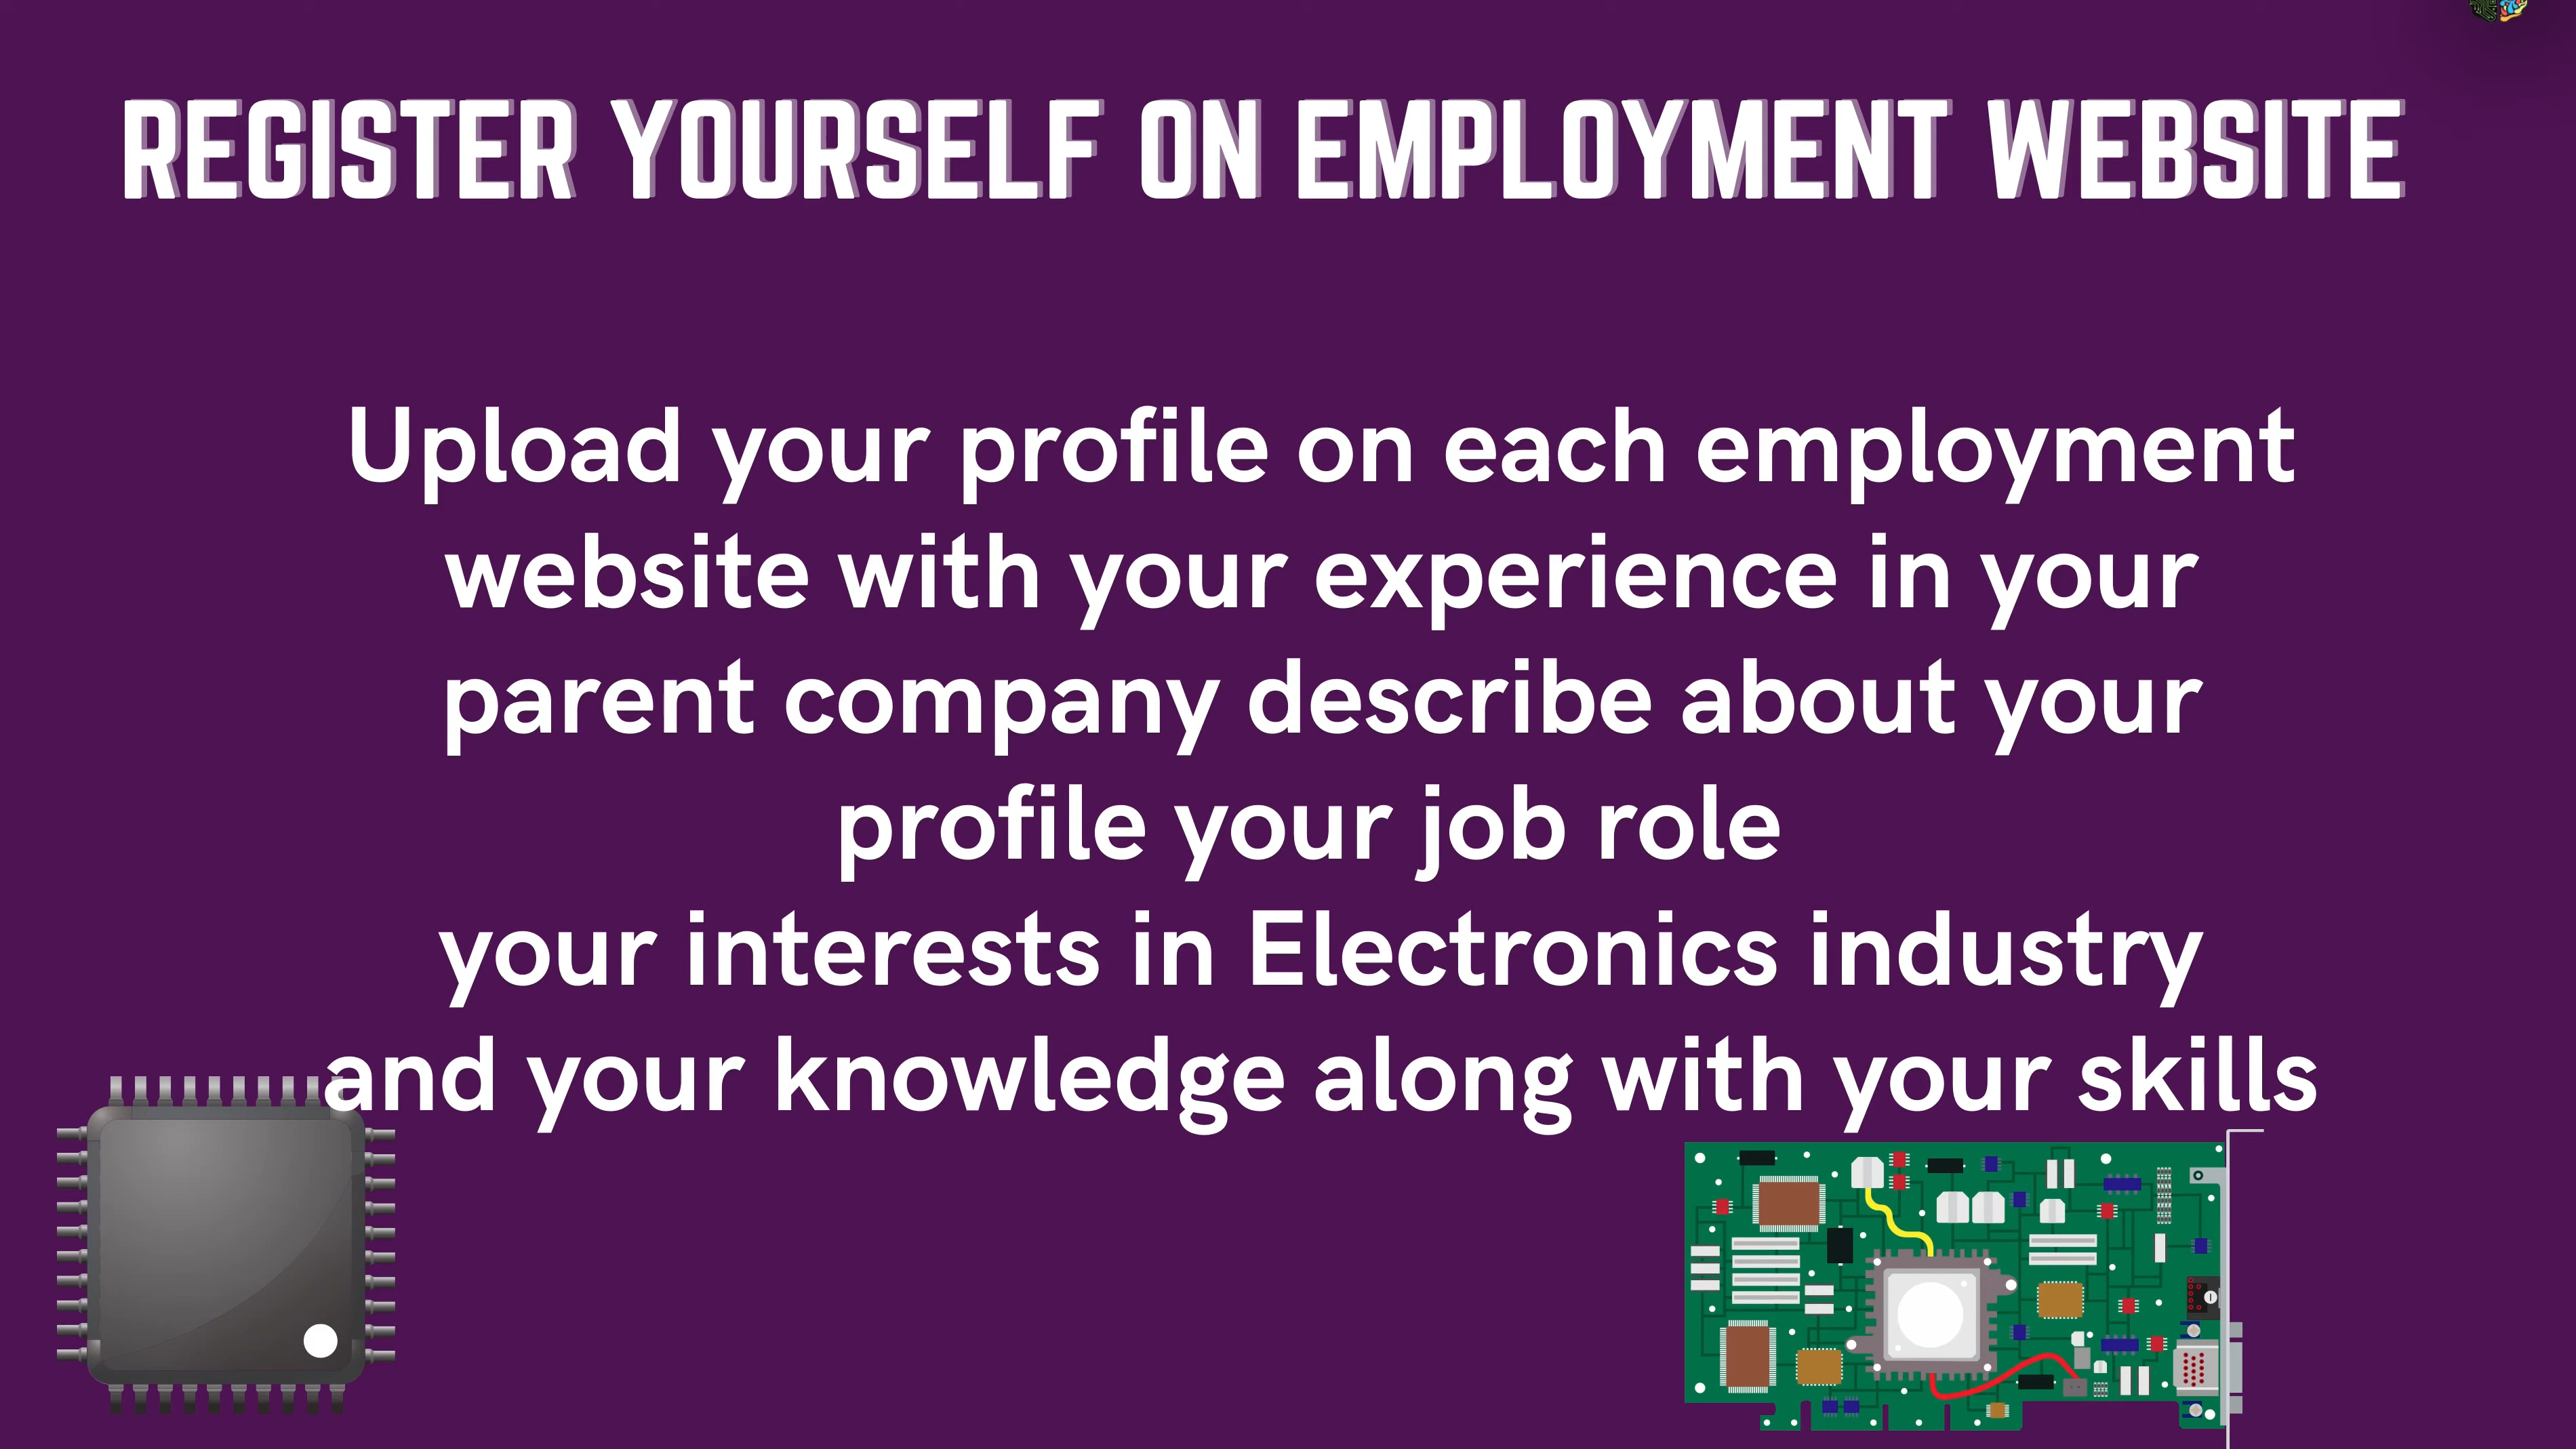 REGISTER YOURSELF ON EMPLOYMENT WEBSITE
Upload your profile on each employment
website with your experience in your
parent company describe about your
profile your job role
your interests in Electronics industry
and your knowledge along with your skills